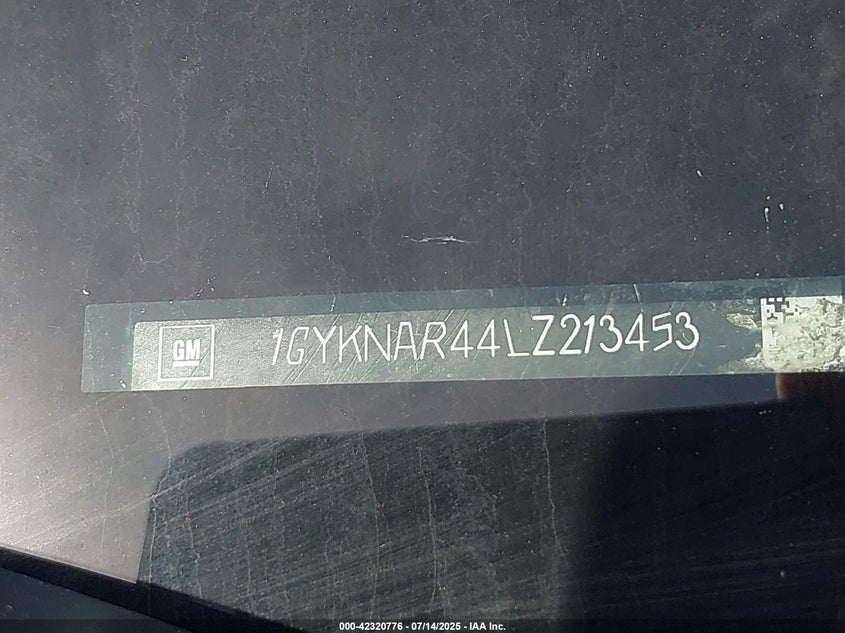 GM
1GYKNAR44LZ213453
000-42320776 - 07/14/2025 - IAA Inc.